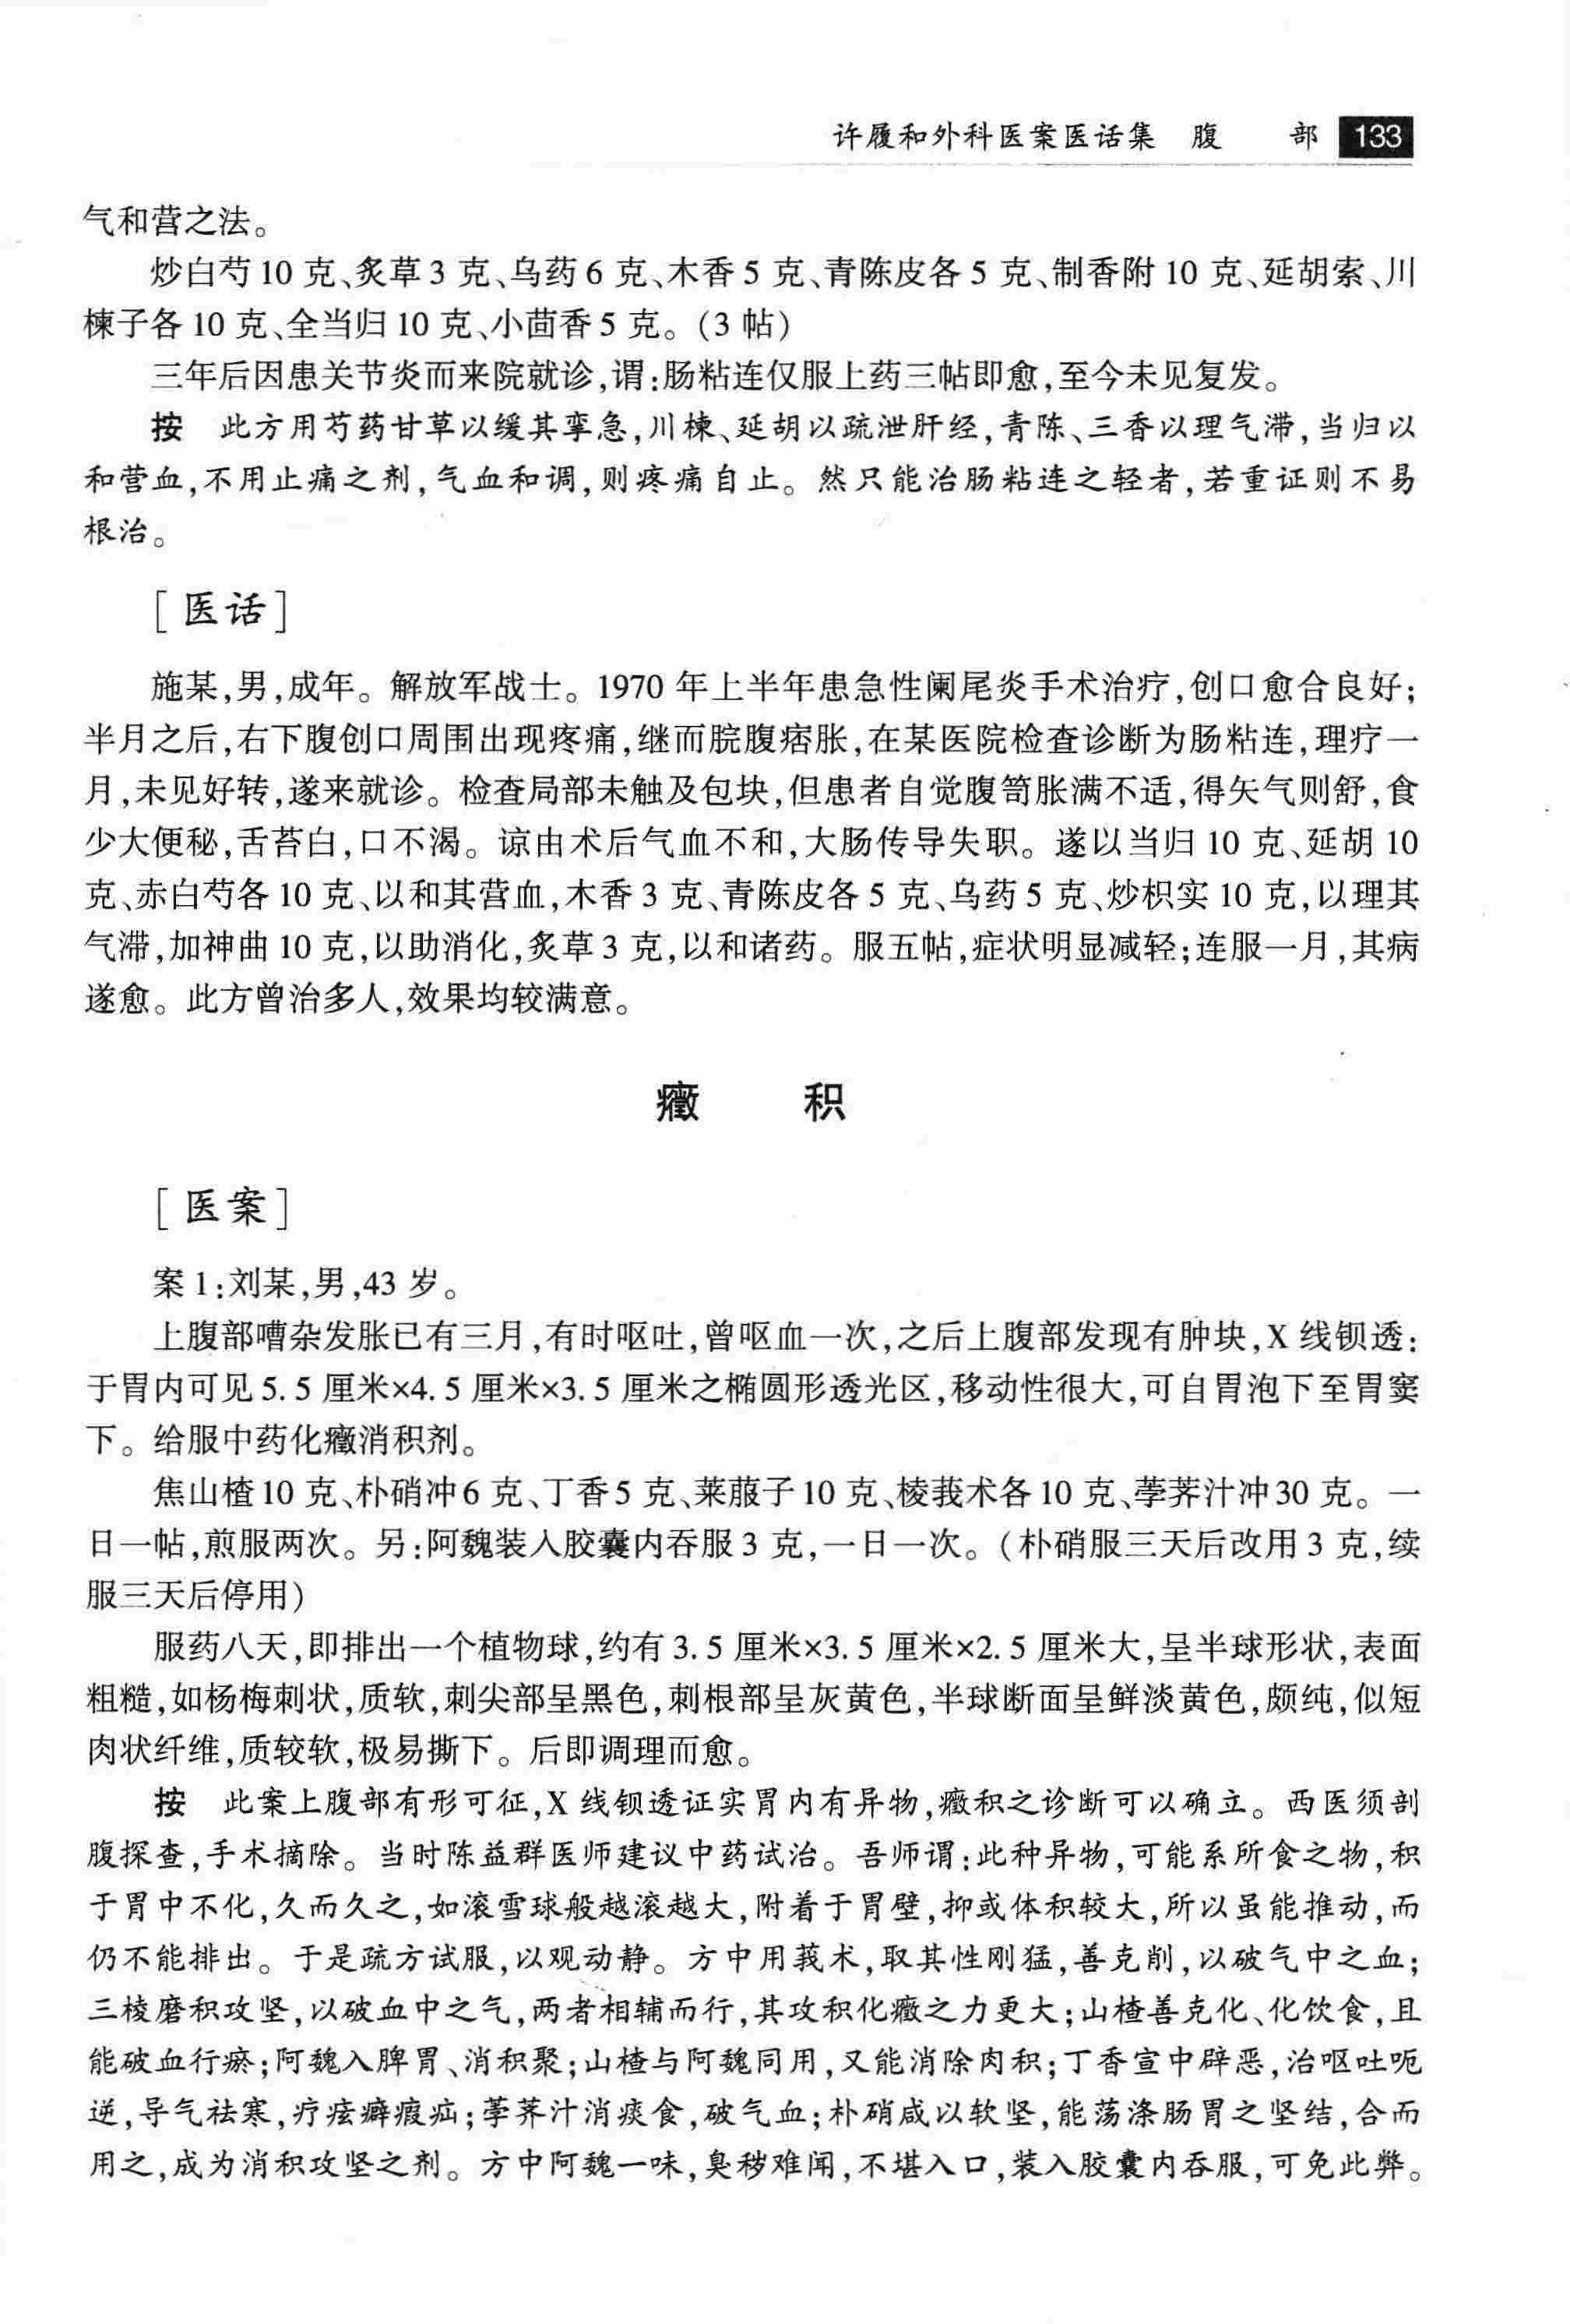 许履和外科医案医话集 腹 部 133
气和营之法。
炒白芍 10 克、炙草 3 克、乌药 6 克、木香 5 克、青陈皮各 5 克、制香附 10 克、延胡索、川
楝子各 10 克、全当归 10 克、小茴香 5 克。(3 帖)
三年后因患关节炎而来院就诊,谓:肠粘连仅服上药三帖即愈,至今未见复发。
按 此方用芍药甘草以缓其挛急,川楝、延胡以疏泄肝经,青陈、三香以理气滞,当归以
和营血,不用止痛之剂,气血和调,则疼痛自止。然只能治肠粘连之轻者,若重证则不易
根治。
[医话]
施某,男,成年。解放军战士。1970 年上半年患急性阑尾炎手术治疗,创口愈合良好;
半月之后,右下腹创口周围出现疼痛,继而脘腹痞胀,在某医院检查诊断为肠粘连,理疗一
月,未见好转,遂来就诊。检查局部未触及包块,但患者自觉腹笥胀满不适,得矢气则舒,食
少大便秘,舌苔白,口不渴。谅由术后气血不和,大肠传导失职。遂以当归 10 克、延胡 10
克、赤白芍各 10 克、以和其营血,木香 3 克、青陈皮各 5 克、乌药 5 克、炒枳实 10 克,以理其
气滞,加神曲 10 克,以助消化,炙草 3 克,以和诸药。服五帖,症状明显减轻;连服一月,其病
遂愈。此方曾治多人,效果均较满意。
癥 积
[医案]
案 1:刘某,男,43 岁。
上腹部嘈杂发胀已有三月,有时呕吐,曾呕血一次,之后上腹部发现有肿块,X 线钡透:
于胃内可见 5.5 厘米×4.5 厘米×3.5 厘米之椭圆形透光区,移动性很大,可自胃泡下至胃窦
下。给服中药化癥消积剂。
焦山楂 10 克、朴硝冲 6 克、丁香 5 克、莱菔子 10 克、棱莪术各 10 克、荸荠汁冲 30 克。一
日一帖,煎服两次。另:阿魏装入胶囊内吞服 3 克,一日一次。(朴硝服三天后改用 3 克,续
服三天后停用)
服药八天,即排出一个植物球,约有 3.5 厘米×3.5 厘米×2.5 厘米大,呈半球形状,表面
粗糙,如杨梅刺状,质软,刺尖部呈黑色,刺根部呈灰黄色,半球断面呈鲜淡黄色,颇纯,似短
肉状纤维,质较软,极易撕下。后即调理而愈。
按 此案上腹部有形可征,X 线钡透证实胃内有异物,癥积之诊断可以确立。西医须剖
腹探查,手术摘除。当时陈益群医师建议中药试治。吾师谓:此种异物,可能系所食之物,积
于胃中不化,久而久之,如滚雪球般越滚越大,附着于胃壁,抑或体积较大,所以虽能推动,而
仍不能排出。于是疏方试服,以观动静。方中用莪术,取其性刚猛,善克削,以破气中之血;
三棱磨积攻坚,以破血中之气,两者相辅而行,其攻积化癥之力更大;山楂善克化、化饮食,且
能破血行瘀;阿魏入脾胃、消积聚;山楂与阿魏同用,又能消除肉积;丁香宣中辟恶,治呕吐呃
逆,导气祛寒,疗痃癖瘕疝;荸荠汁消痰食,破气血;朴硝咸以软坚,能荡涤肠胃之坚结,合而
用之,成为消积攻坚之剂。方中阿魏一味,臭秽难闻,不堪入口,装入胶囊内吞服,可免此弊。